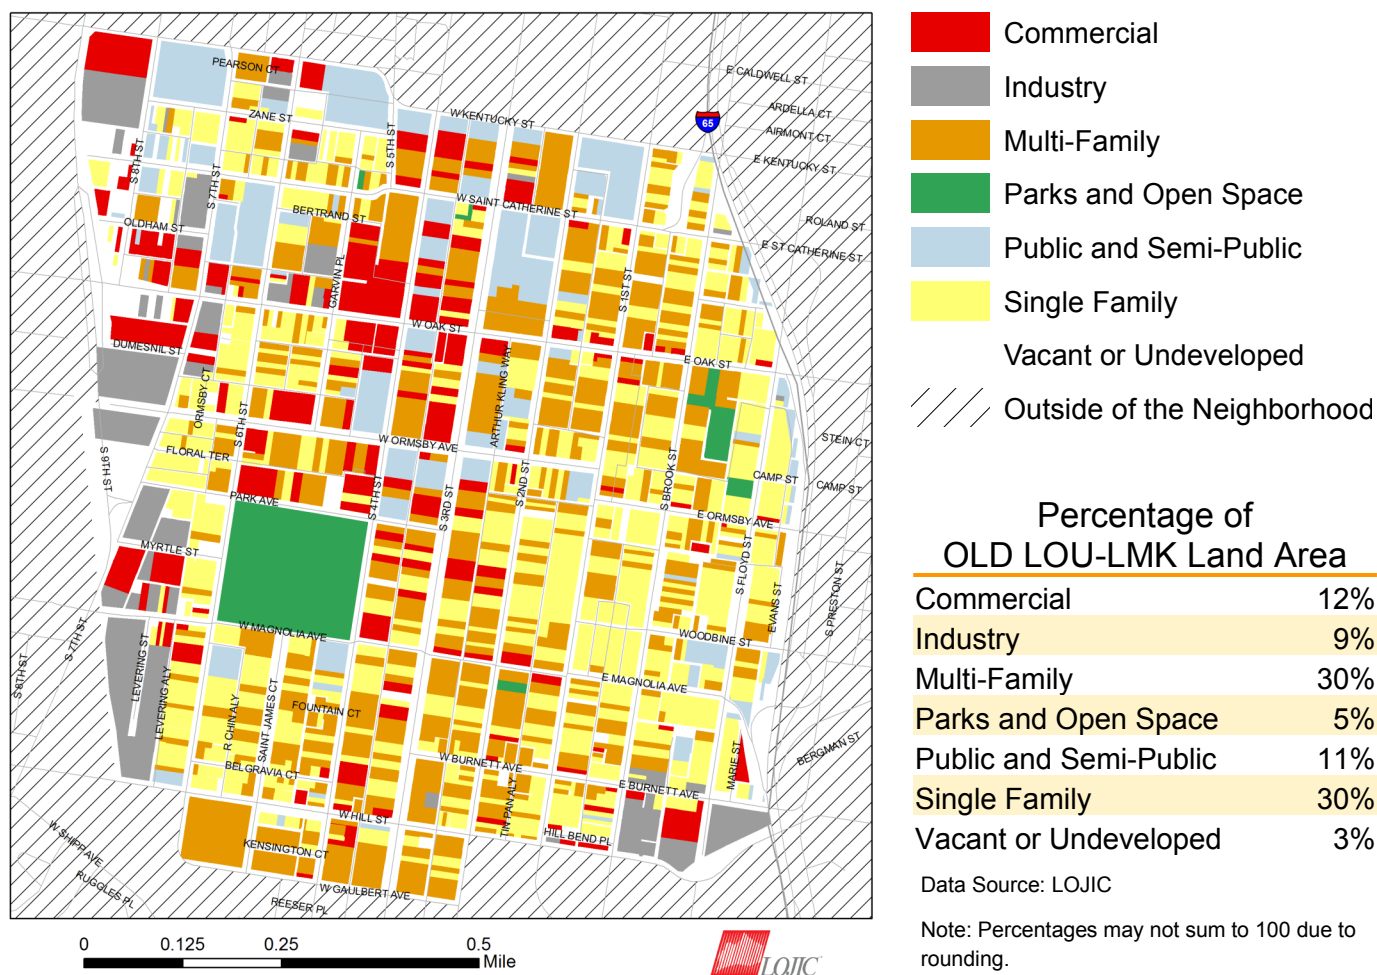 Commercial
Industry
Multi-Family
Parks and Open Space
Public and Semi-Public
Single Family
Vacant or Undeveloped
Outside of the Neighborhood
Percentage of
OLD LOU-LMK Land Area
Commercial 12%
Industry 9%
Multi-Family 30%
Parks and Open Space 5%
Public and Semi-Public 11%
Single Family 30%
Vacant or Undeveloped 3%
Data Source: LOJIC
Note: Percentages may not sum to 100 due to
rounding.
PEARSON CT
ZANE ST
W KENTUCKY ST
E CALDWELL ST
ARDELLA CT
AIRMONT CT
65
E KENTUCKY ST
S 8TH ST
S 7TH ST
S 5TH ST
W SAINT CATHERINE ST
BERTRAND ST
OLDHAM ST
ROLAND ST
E ST CATHERINE ST
GARVIN PL
S 1ST ST
W OAK ST
DUMESNIL ST
E OAK ST
ARTHUR KLING WAY
ORMSBY CT
S 6TH ST
W ORMSBY AVE
FLORAL TER
S 9TH ST
STEIN CT
CAMP ST
CAMP ST
S BROOK ST
PARK AVE
S 4TH ST
S 3RD ST
S 2ND ST
E ORMSBY AVE
MYRTLE ST
S FLOYD ST
EVANS ST
S PRESTON ST
W MAGNOLIA AVE
WOODBINE ST
S 7TH ST
S 8TH ST
LEVERING ST
LEVERING ALY
R CHIN ALY
SAINT JAMES CT
E MAGNOLIA AVE
FOUNTAIN CT
BELGRAVIA CT
W BURNETT AVE
E BURNETT AVE
MARIE ST
BERGMAN ST
TIN PAN ALY
W HILL ST
HILL BEND PL
KENSINGTON CT
W SHIPP AVE
RUGGLES PL
W GAULBERT AVE
REESER PL
0 0.125 0.25 0.5
Mile
LOJIC